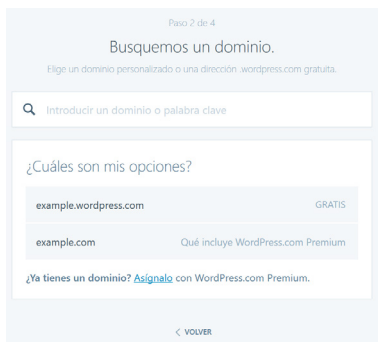 Paso 2 de 4
Busquemos un dominio.
Elige un dominio personalizado o una dirección .wordpress.com gratuita.
Introducir un dominio o palabra clave
¿Cuáles son mis opciones?
example.wordpress.com GRATIS
example.com Qué incluye WordPress.com Premium
¿Ya tienes un dominio? Asígnalo con WordPress.com Premium.
VOLVER